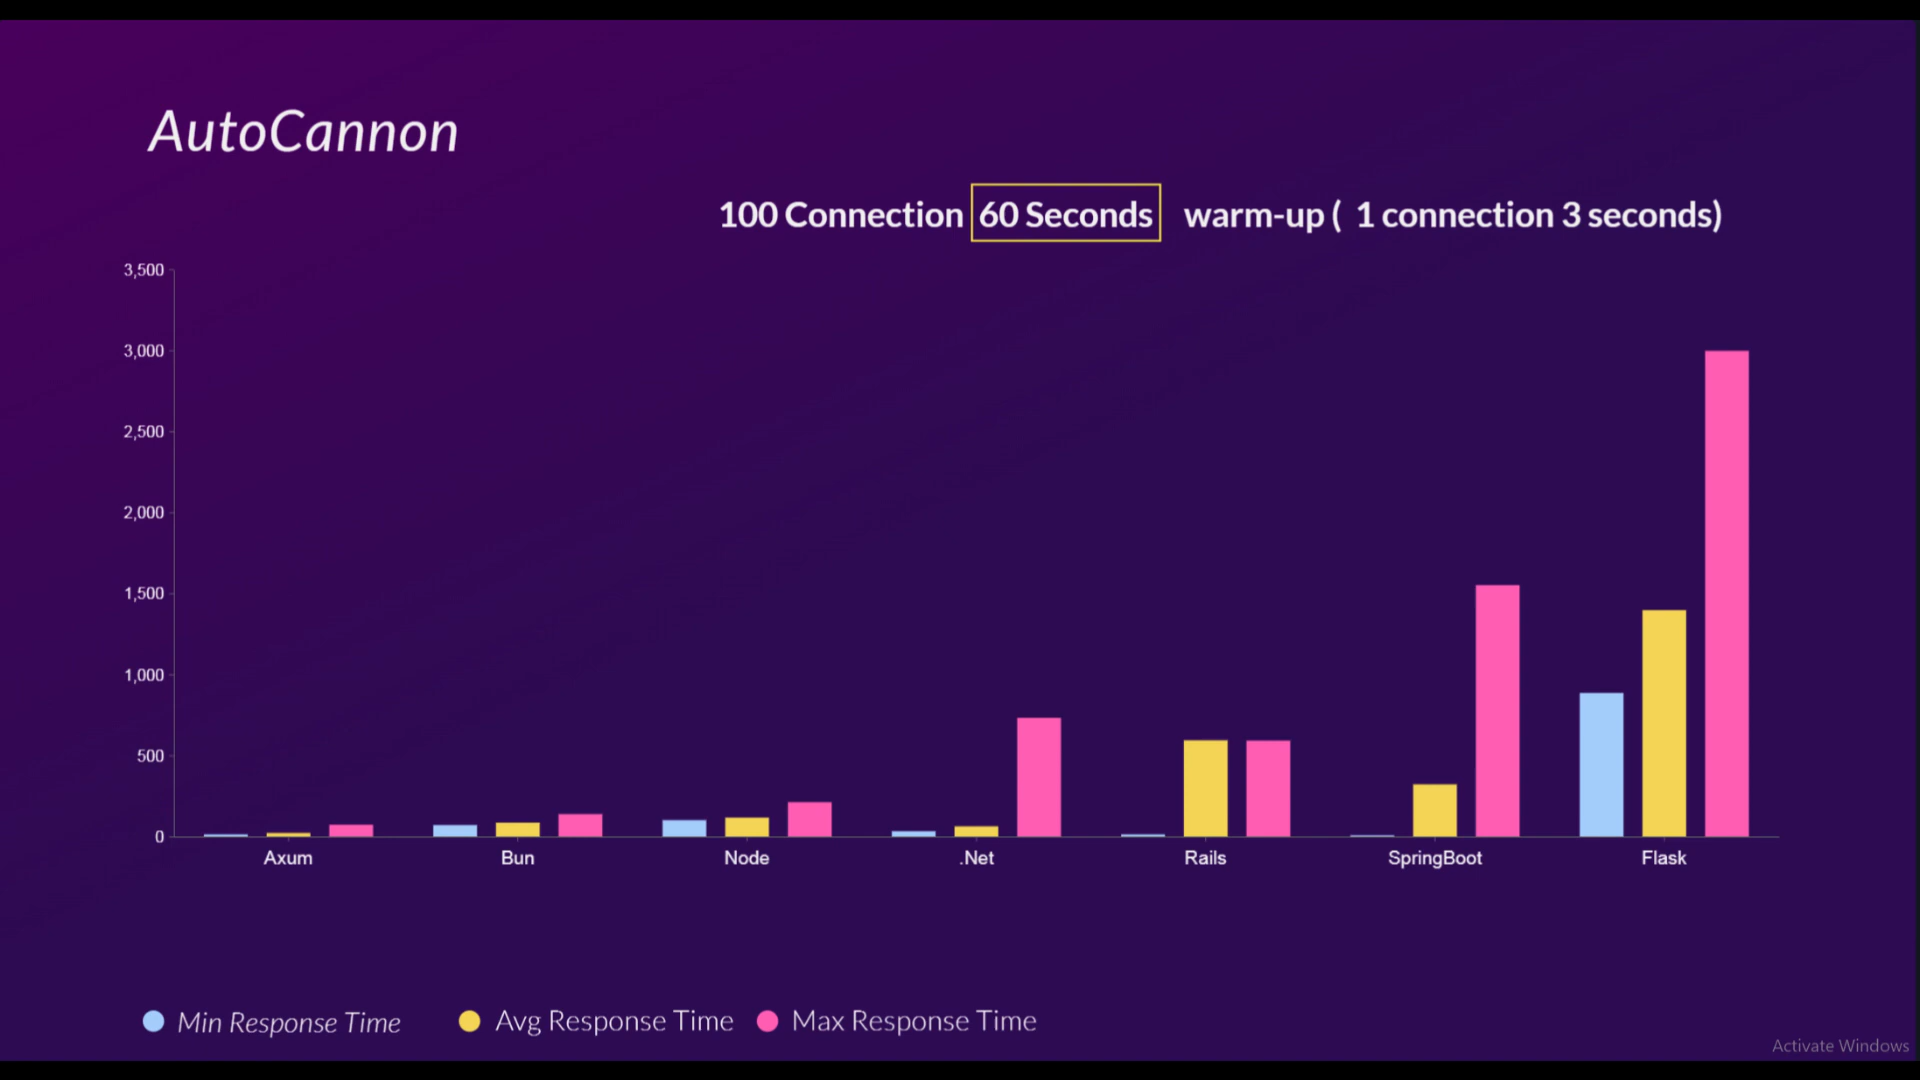 AutoCannon
100 Connection 60 Seconds warm-up ( 1 connection 3 seconds)
3,500
3,000
2,500
2,000
1,500
1,000
500
0
Axum Bun Node .Net Rails SpringBoot Flask
Min Response Time Avg Response Time Max Response Time
Activate Windows